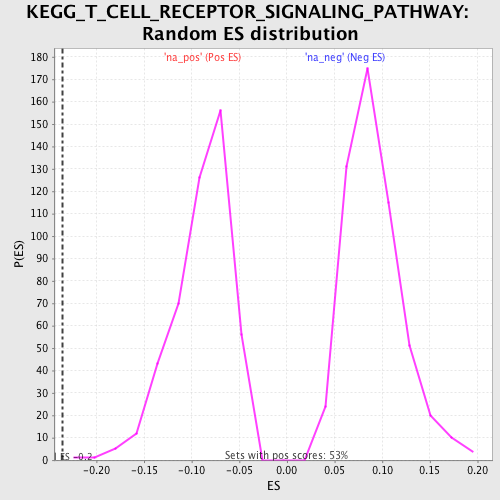 KEGG_T_CELL_RECEPTOR_SIGNALING_PATHWAY:
Random ES distribution
'na_pos' (Pos ES) 'na_neg' (Neg ES)
180
170
160
150
140
130
120
110
100
90
80
70
60
50
40
30
20
10
0
P(ES)
ES -0.2
Sets with pos scores: 53%
-0.20 -0.15 -0.10 -0.05 0.00 0.05 0.10 0.15 0.20
ES